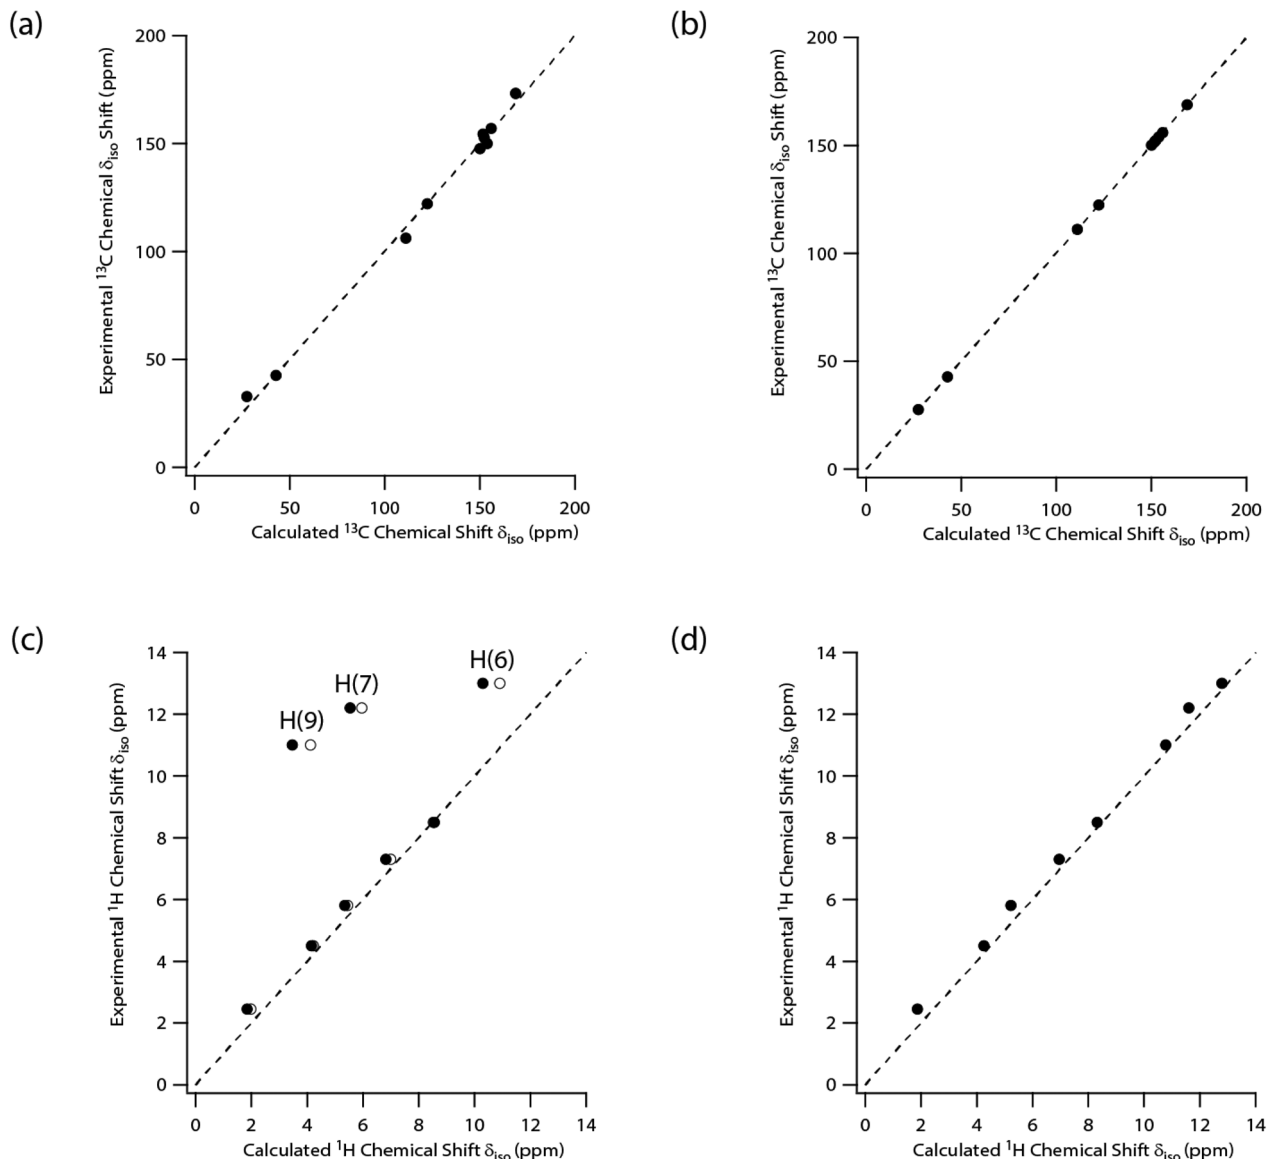 (a)
Experimental ¹³C Chemical δiso Shift (ppm)
200
150
100
50
0
0 50 100 150 200
Calculated ¹³C Chemical Shift δiso (ppm)
(b)
Experimental ¹³C Chemical δiso Shift (ppm)
200
150
100
50
0
0 50 100 150 200
Calculated ¹³C Chemical Shift δiso (ppm)
(c)
Experimental ¹H Chemical Shift δiso (ppm)
14
12
10
8
6
4
2
0
H(6)
H(7)
H(9)
0 2 4 6 8 10 12 14
Calculated ¹H Chemical Shift δiso (ppm)
(d)
Experimental ¹H Chemical Shift δiso (ppm)
14
12
10
8
6
4
2
0
0 2 4 6 8 10 12 14
Calculated ¹H Chemical Shift δiso (ppm)